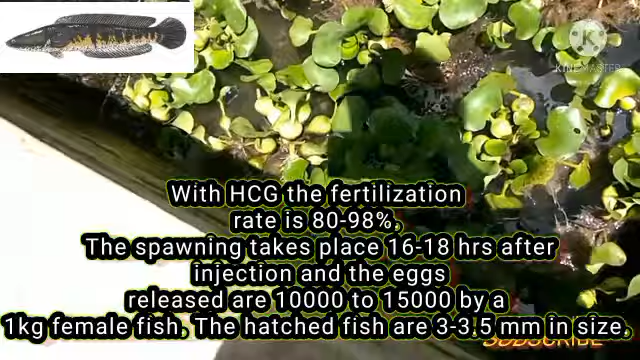 KINEMASTER
With HCG the fertilization
rate is 80-98%.
The spawning takes place 16-18 hrs after
injection and the eggs
released are 10000 to 15000 by a
1kg female fish. The hatched fish are 3-3.5 mm in size.
SUBSCRIBE